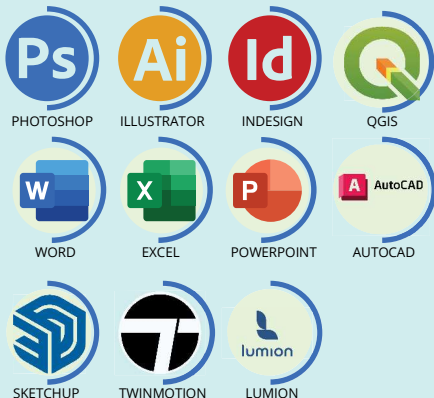 Ps Ai Id
PHOTOSHOP ILLUSTRATOR INDESIGN QGIS
W X P A AutoCAD
WORD EXCEL POWERPOINT AUTOCAD
lumion
SKETCHUP TWINMOTION LUMION